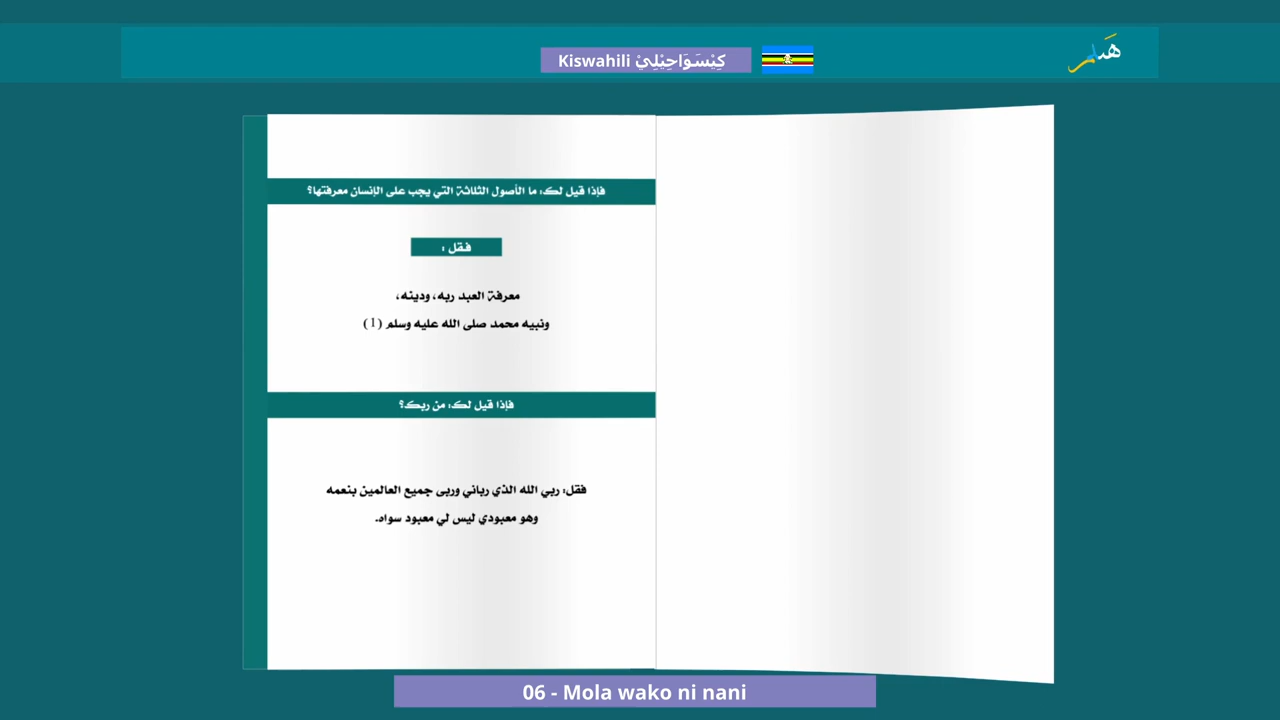 Kiswahili كِيْسَوَاحِيْلِيْ
فإذا قيل لك: ما الأصول الثلاثة التي يجب على الإنسان معرفتها؟
فقل :
معرفة العبد ربه، ودينه،
ونبيه محمد صلى الله عليه وسلم (1)
فإذا قيل لك: من ربك؟
فقل: ربي الله الذي رباني وربى جميع العالمين بنعمه
وهو معبودي ليس لي معبود سواه.
06 - Mola wako ni nani